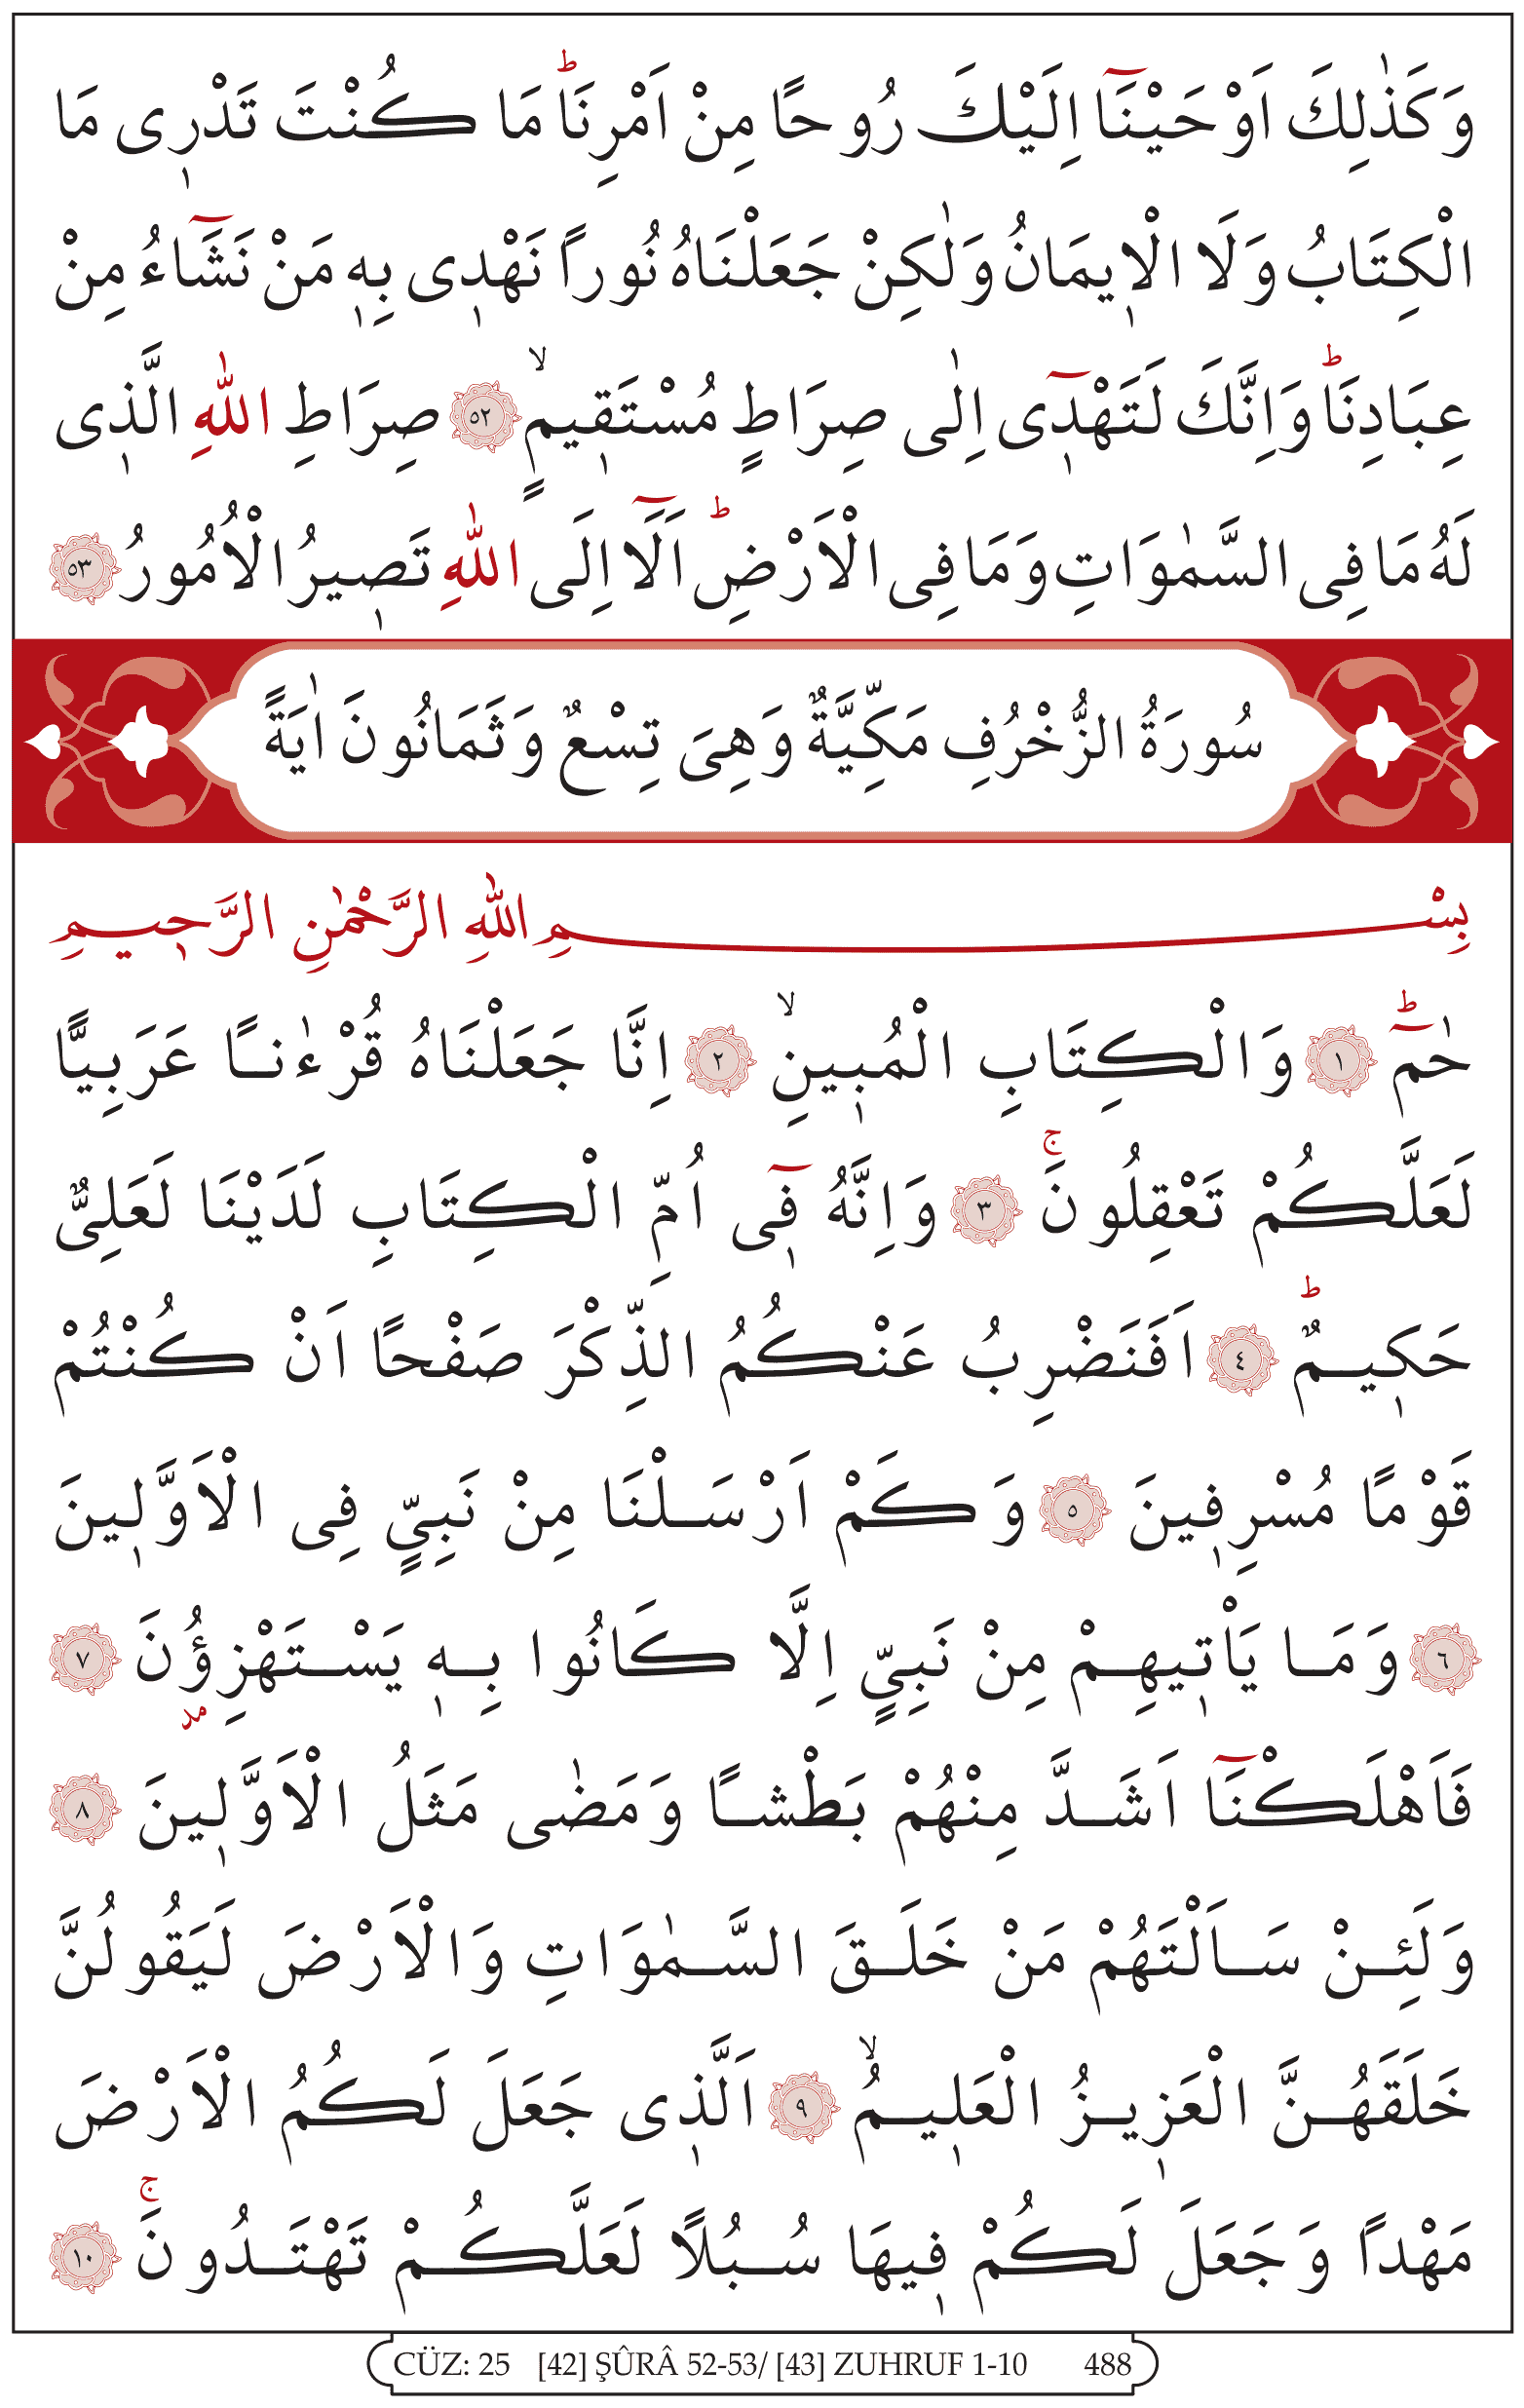 وَكَذٰلِكَ اَوْحَيْنَٓا اِلَيْكَ رُوحًا مِنْ اَمْرِنَاۜ مَا كُنْتَ تَدْر۪ي مَا
الْكِتَابُ وَلَا الْا۪يمَانُ وَلٰكِنْ جَعَلْنَاهُ نُوراً نَهْد۪ي بِه۪ مَنْ نَشَٓاءُ مِنْ
عِبَادِنَاۜ وَاِنَّكَ لَتَهْد۪ٓي اِلٰى صِرَاطٍ مُسْتَق۪يمٍۙ ﴿٥٢﴾ صِرَاطِ اللّٰهِ الَّذ۪ي
لَهُ مَا فِي السَّمٰوَاتِ وَمَا فِي الْاَرْضِۜ اَلَٓا اِلَى اللّٰهِ تَص۪يرُ الْاُمُورُ ﴿٥٣﴾
سُورَةُ الزُّخْرُفِ مَكِّيَّةٌ وَهِيَ تِسْعٌ وَثَمَانُونَ اٰيَةً
بِسْمِ اللّٰهِ الرَّحْمٰنِ الرَّح۪يمِ
حٰمٓۜ ﴿١﴾ وَالْكِتَابِ الْمُب۪ينِۙ ﴿٢﴾ اِنَّا جَعَلْنَاهُ قُرْءٰناً عَرَبِيًّا
لَعَلَّكُمْ تَعْقِلُونَۚ ﴿٣﴾ وَاِنَّهُ ف۪ٓي اُمِّ الْكِتَابِ لَدَيْنَا لَعَلِيٌّ
حَك۪يمٌۜ ﴿٤﴾ اَفَنَضْرِبُ عَنْكُمُ الذِّكْرَ صَفْحًا اَنْ كُنْتُمْ
قَوْمًا مُسْرِف۪ينَ ﴿٥﴾ وَكَمْ اَرْسَلْنَا مِنْ نَبِيٍّ فِي الْاَوَّل۪ينَ
﴿٦﴾ وَمَا يَأْت۪يهِمْ مِنْ نَبِيٍّ اِلَّا كَانُوا بِه۪ يَسْتَهْزِؤُ۫نَ ﴿٧﴾
فَاَهْلَكْنَٓا اَشَدَّ مِنْهُمْ بَطْشاً وَمَضٰى مَثَلُ الْاَوَّل۪ينَ ﴿٨﴾
وَلَئِنْ سَاَلْتَهُمْ مَنْ خَلَقَ السَّمٰوَاتِ وَالْاَرْضَ لَيَقُولُنَّ
خَلَقَهُنَّ الْعَز۪يزُ الْعَل۪يمُۙ ﴿٩﴾ اَلَّذ۪ي جَعَلَ لَكُمُ الْاَرْضَ
مَهْداً وَجَعَلَ لَكُمْ ف۪يهَا سُبُلًا لَعَلَّكُمْ تَهْتَدُونَۚ ﴿١٠﴾
CÜZ: 25 [42] ŞÛRÂ 52-53/ [43] ZUHRUF 1-10 488